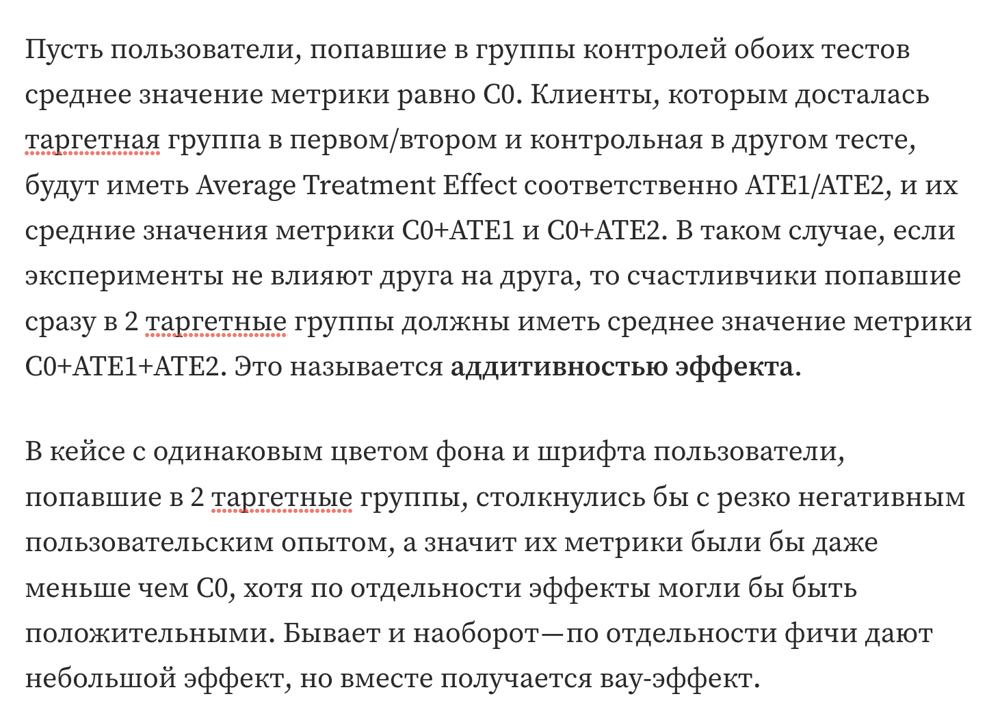 Пусть пользователи, попавшие в группы контролей обоих тестов
среднее значение метрики равно C0. Клиенты, которым досталась
таргетная группа в первом/втором и контрольная в другом тесте,
будут иметь Average Treatment Effect соответственно ATE1/ATE2, и их
средние значения метрики C0+ATE1 и C0+ATE2. В таком случае, если
эксперименты не влияют друга на друга, то счастливчики попавшие
сразу в 2 таргетные группы должны иметь среднее значение метрики
C0+ATE1+ATE2. Это называется аддитивностью эффекта.
В кейсе с одинаковым цветом фона и шрифта пользователи,
попавшие в 2 таргетные группы, столкнулись бы с резко негативным
пользовательским опытом, а значит их метрики были бы даже
меньше чем C0, хотя по отдельности эффекты могли бы быть
положительными. Бывает и наоборот—по отдельности фичи дают
небольшой эффект, но вместе получается вау-эффект.